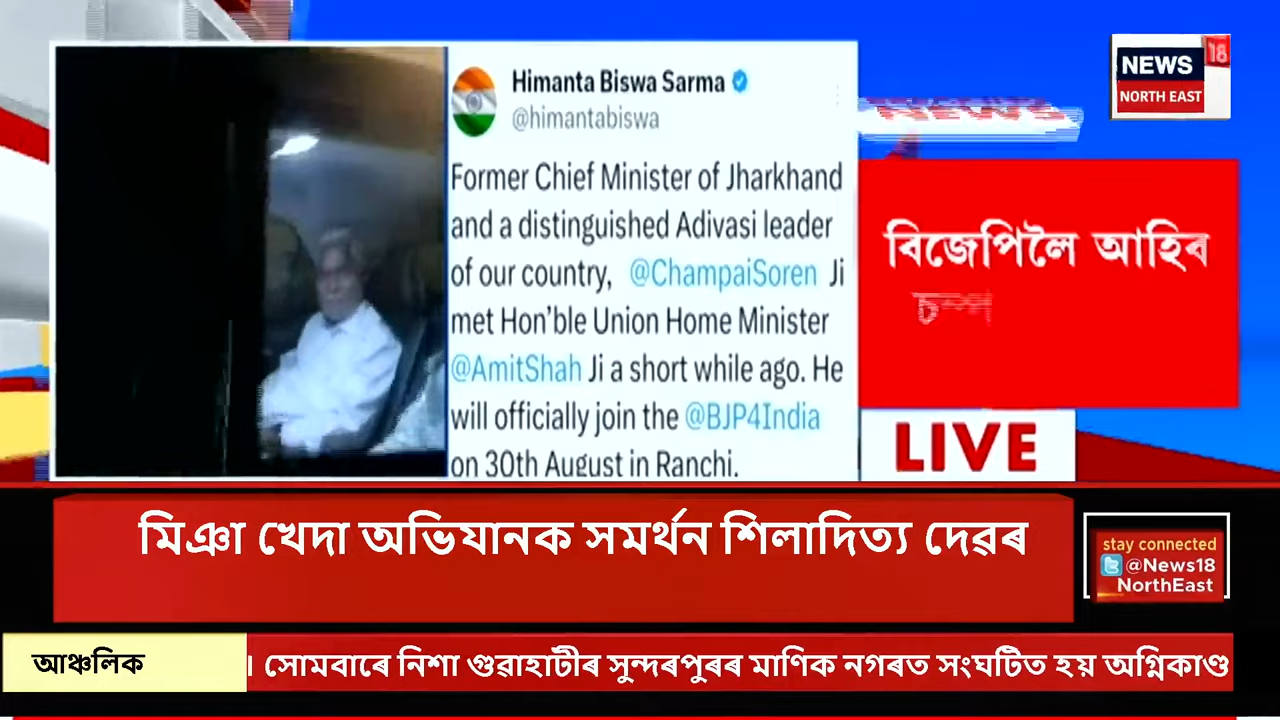 Himanta Biswa Sarma
@himantabiswa
Former Chief Minister of Jharkhand
and a distinguished Adivasi leader
of our country, @ChampaiSoren Ji
met Hon'ble Union Home Minister
@AmitShah Ji a short while ago. He
will officially join the @BJP4India
on 30th August in Ranchi.
NEWS 18
NORTH EAST
বিজেপিলৈ আহিব
চম্প
LIVE
মিঞা খেদা অভিযানক সমৰ্থন শিলাদিত্য দেৱৰ
stay connected
@News18
NorthEast
আঞ্চলিক
। সোমবাৰে নিশা গুৱাহাটীৰ সুন্দৰপুৰৰ মাণিক নগৰত সংঘটিত হয় অগ্নিকাণ্ড